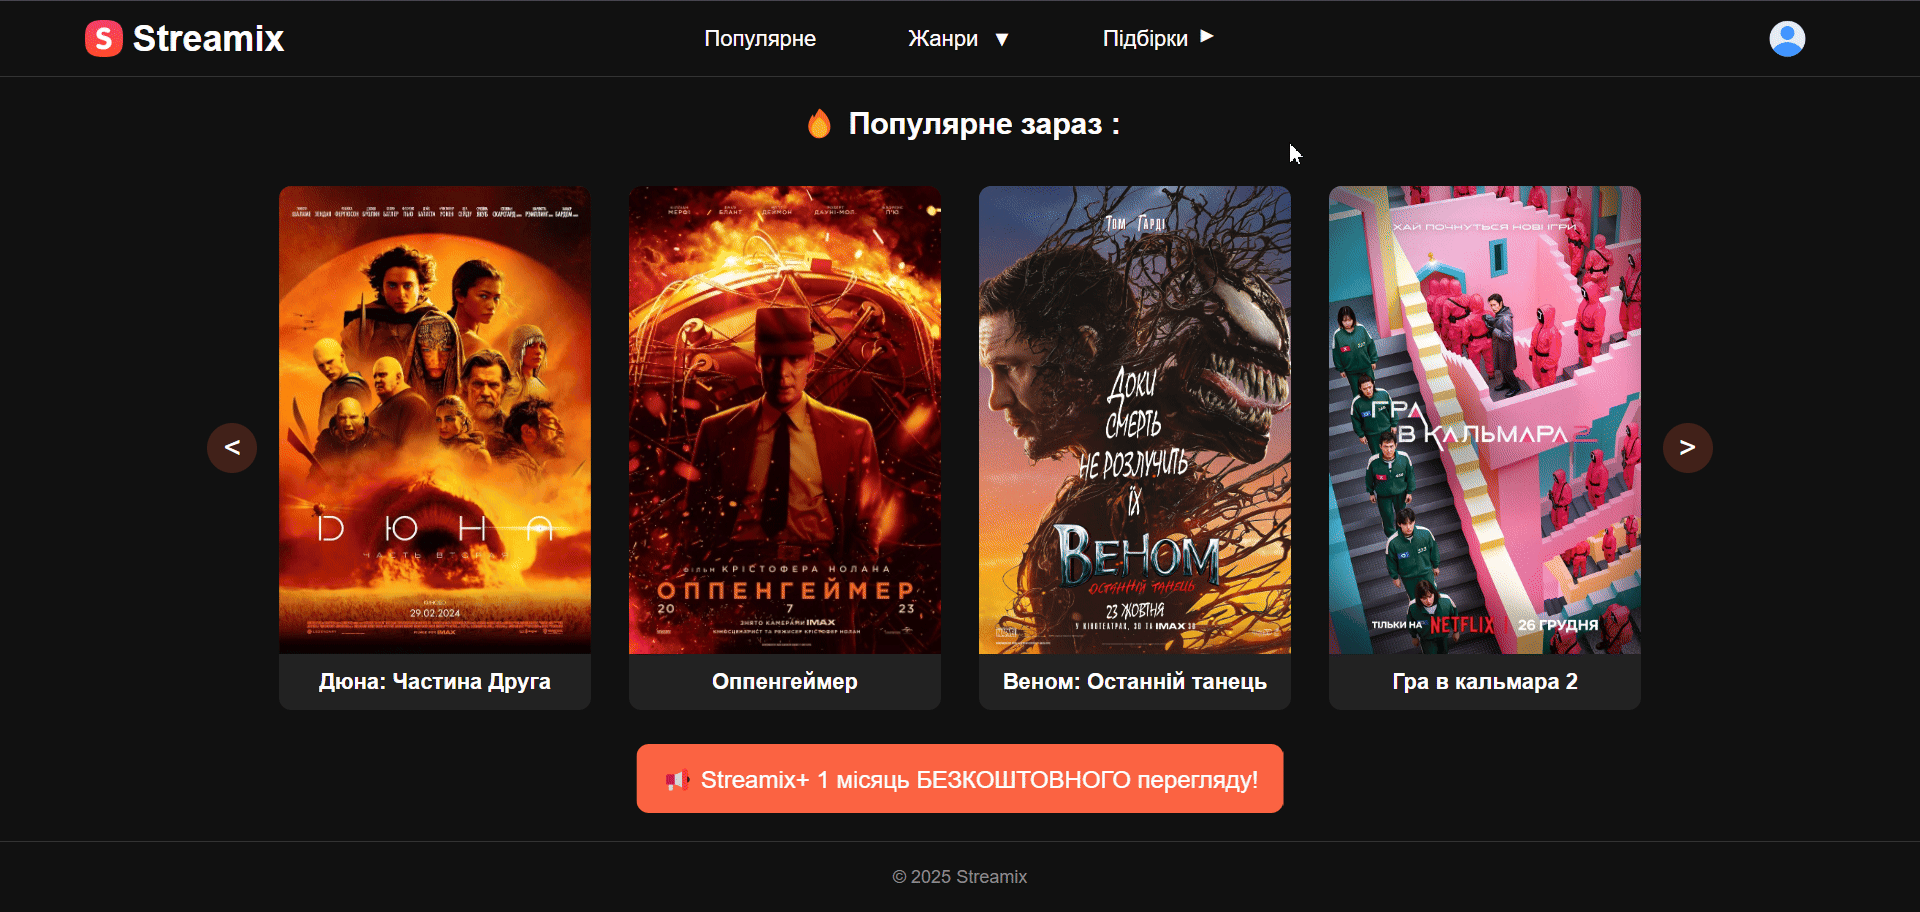 S Streamix
Популярне
Жанри ▼
Підбірки ►
Популярне зараз :
<
ДЮНА
ЧАСТЬ ВТОРАЯ
29.02.2024
IMAX
ФІЛЬМ КРІСТОФЕРА НОЛАНА
ОППЕНГЕЙМЕР
20 7 23
ЗНЯТО КАМЕРАМИ IMAX
Том Гарді
Доки
смерть
не розлучить
їх
Веном
останній танець
23 жовтня
У КІНОТЕАТРАХ, 3D ТА IMAX 3D
ХАЙ ПОЧНУТЬСЯ НОВІ ІГРИ
ГРА
В КАЛЬМАРА 2
ТІЛЬКИ НА NETFLIX | 26 ГРУДНЯ
>
Дюна: Частина Друга
Оппенгеймер
Веном: Останній танець
Гра в кальмара 2
Streamix+ 1 місяць БЕЗКОШТОВНОГО перегляду!
© 2025 Streamix